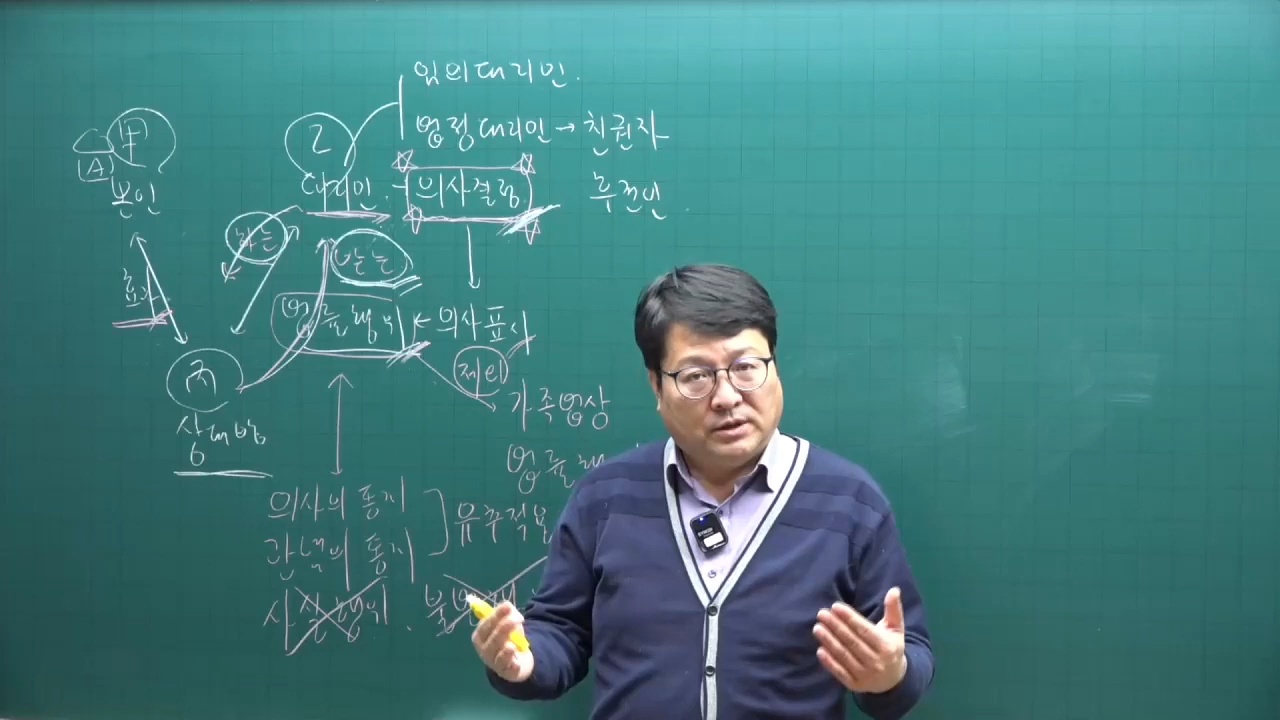 임의대리인.
법정대리인 → 친권자
후견인.
甲
(A)
본인
乙
대리인. - 의사결정
하는
받는
효과
법률행위 ← 의사표시
제외
가족법상
법률행
丙
상대방
의사의 통지
관념의 통지
유추적용
사실행위. 불법행위